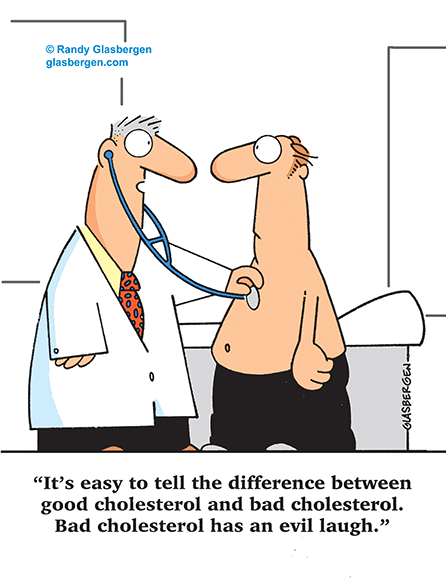 © Randy Glasbergen
glasbergen.com
GLASBERGEN
“It’s easy to tell the difference between
good cholesterol and bad cholesterol.
Bad cholesterol has an evil laugh.”